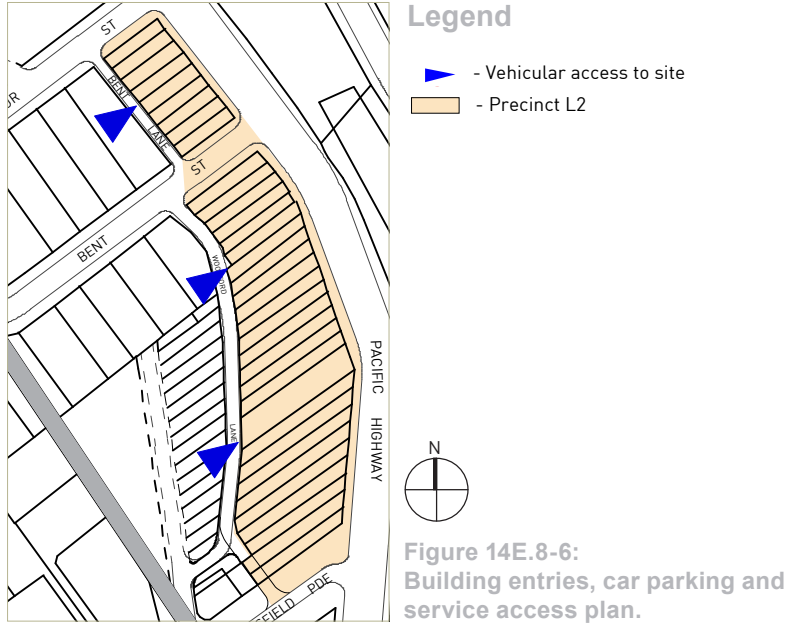 Legend
- Vehicular access to site
- Precinct L2
ST
BENT
LANE
ST
BENT
LANE
PACIFIC
HIGHWAY
PDE
N
Figure 14E.8-6:
Building entries, car parking and
service access plan.